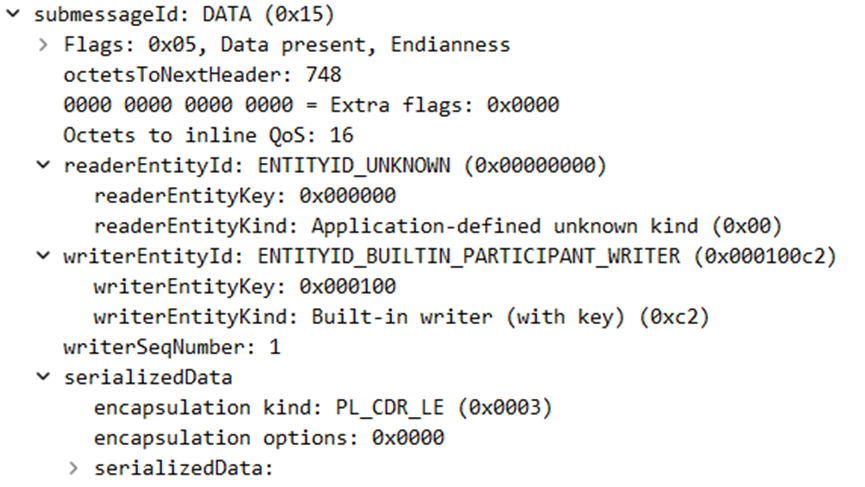 submessageId: DATA (0x15)
Flags: 0x05, Data present, Endianness
octetsToNextHeader: 748
0000 0000 0000 0000 = Extra flags: 0x0000
Octets to inline QoS: 16
readerEntityId: ENTITYID_UNKNOWN (0x00000000)
readerEntityKey: 0x000000
readerEntityKind: Application-defined unknown kind (0x00)
writerEntityId: ENTITYID_BUILTIN_PARTICIPANT_WRITER (0x000100c2)
writerEntityKey: 0x000100
writerEntityKind: Built-in writer (with key) (0xc2)
writerSeqNumber: 1
serializedData
encapsulation kind: PL_CDR_LE (0x0003)
encapsulation options: 0x0000
serializedData: